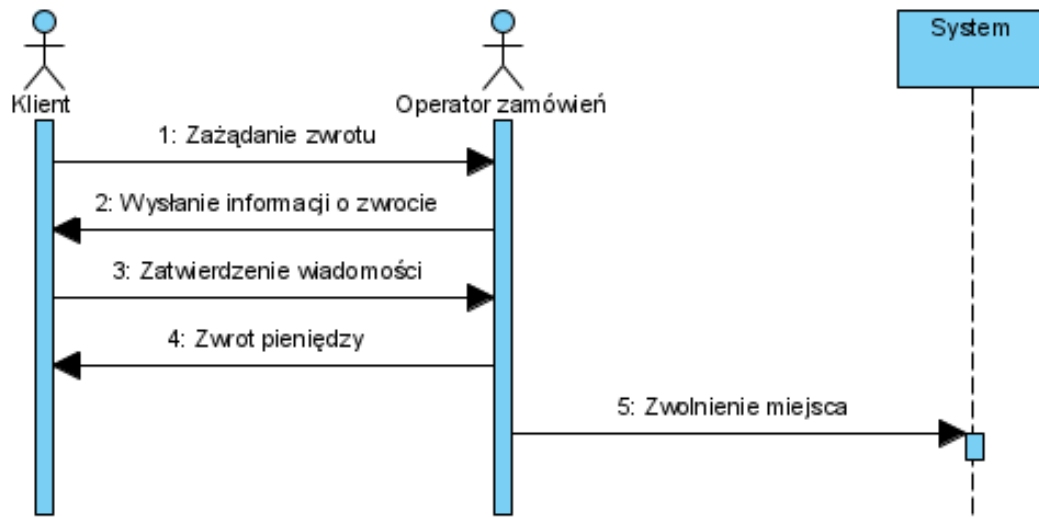 System
Klient
Operator zamówień
1: Zażądanie zwrotu
2: Wysłanie informacji o zwrocie
3: Zatwierdzenie wiadomości
4: Zwrot pieniędzy
5: Zwolnienie miejsca